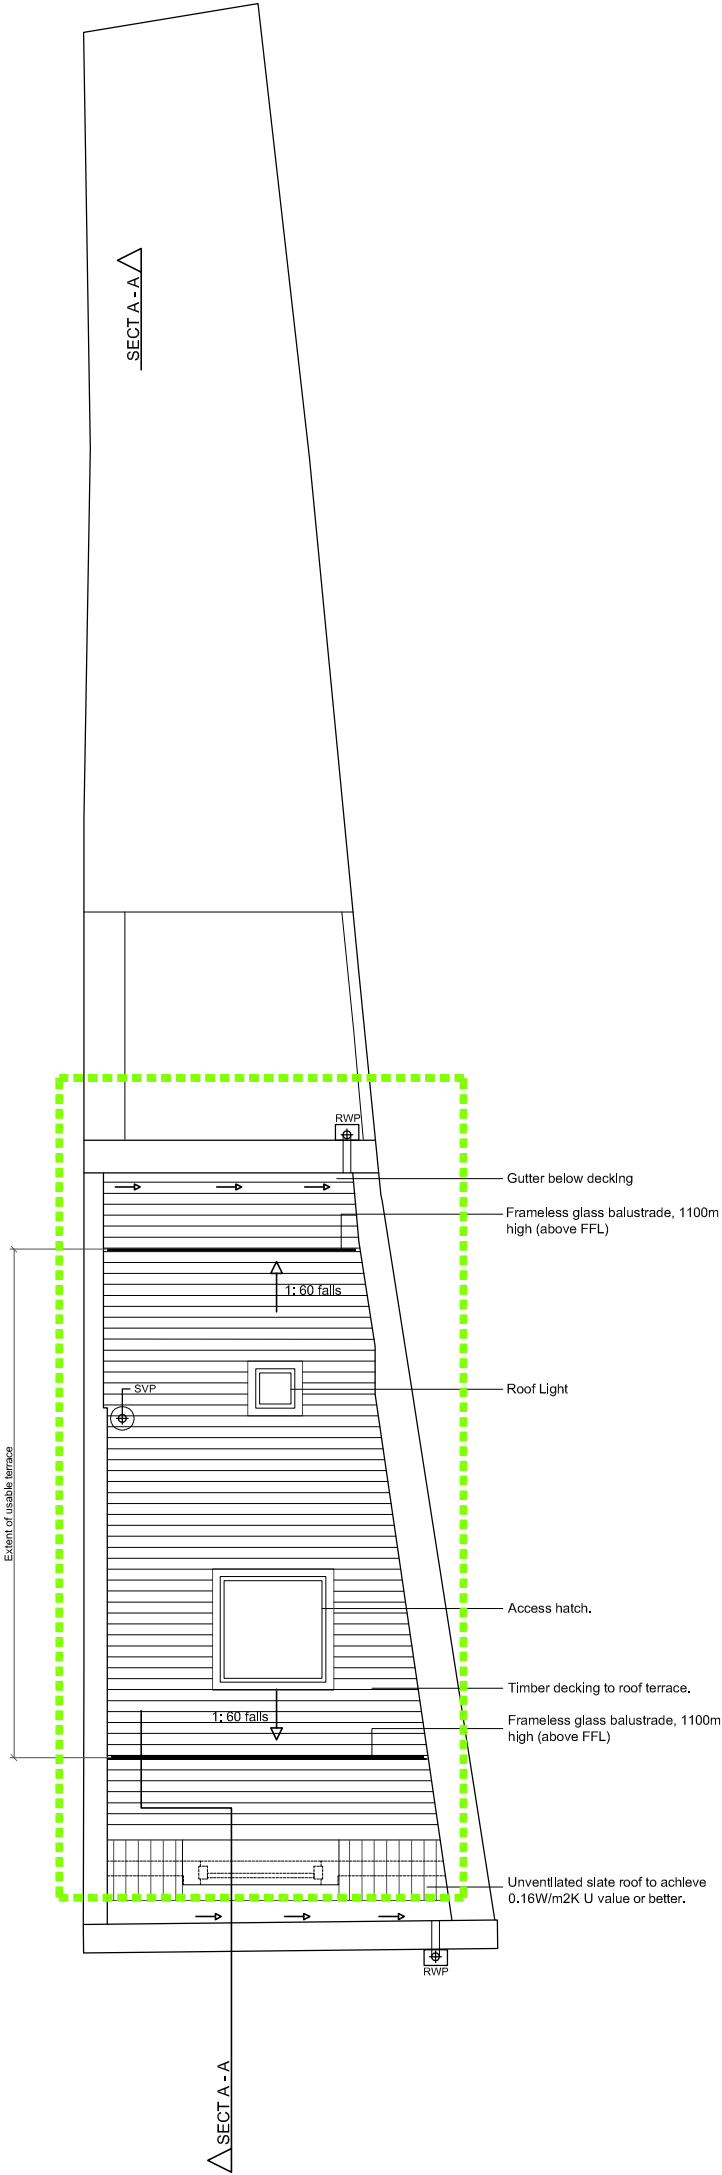 SECT A - A
RWP
Gutter below decking
Frameless glass balustrade, 1100m
high (above FFL)
1: 60 falls
SVP
Roof Light
Extent of usable terrace
Access hatch.
Timber decking to roof terrace.
1: 60 falls
Frameless glass balustrade, 1100m
high (above FFL)
Unventilated slate roof to achieve
0.16W/m2K U value or better.
RWP
SECT A - A